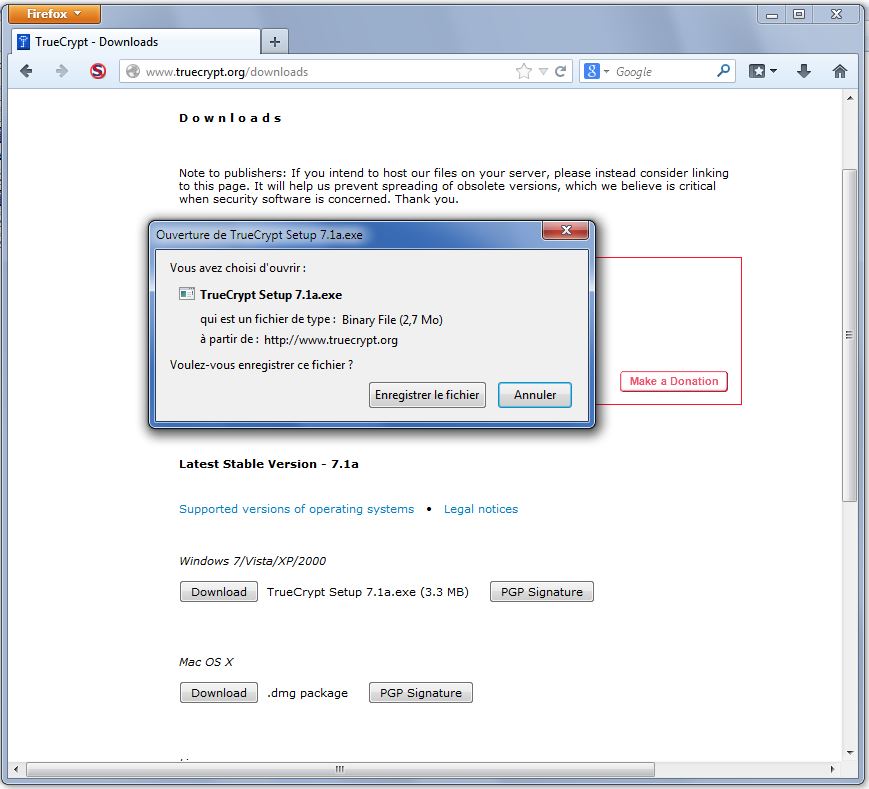 Firefox
TrueCrypt - Downloads
www.truecrypt.org/downloads
Google
Downloads
Note to publishers: If you intend to host our files on your server, please instead consider linking
to this page. It will help us prevent spreading of obsolete versions, which we believe is critical
when security software is concerned. Thank you.
Ouverture de TrueCrypt Setup 7.1a.exe
Vous avez choisi d'ouvrir :
TrueCrypt Setup 7.1a.exe
qui est un fichier de type : Binary File (2,7 Mo)
à partir de : http://www.truecrypt.org
Voulez-vous enregistrer ce fichier ?
Enregistrer le fichier Annuler
Make a Donation
Latest Stable Version - 7.1a
Supported versions of operating systems • Legal notices
Windows 7/Vista/XP/2000
Download TrueCrypt Setup 7.1a.exe (3.3 MB) PGP Signature
Mac OS X
Download .dmg package PGP Signature